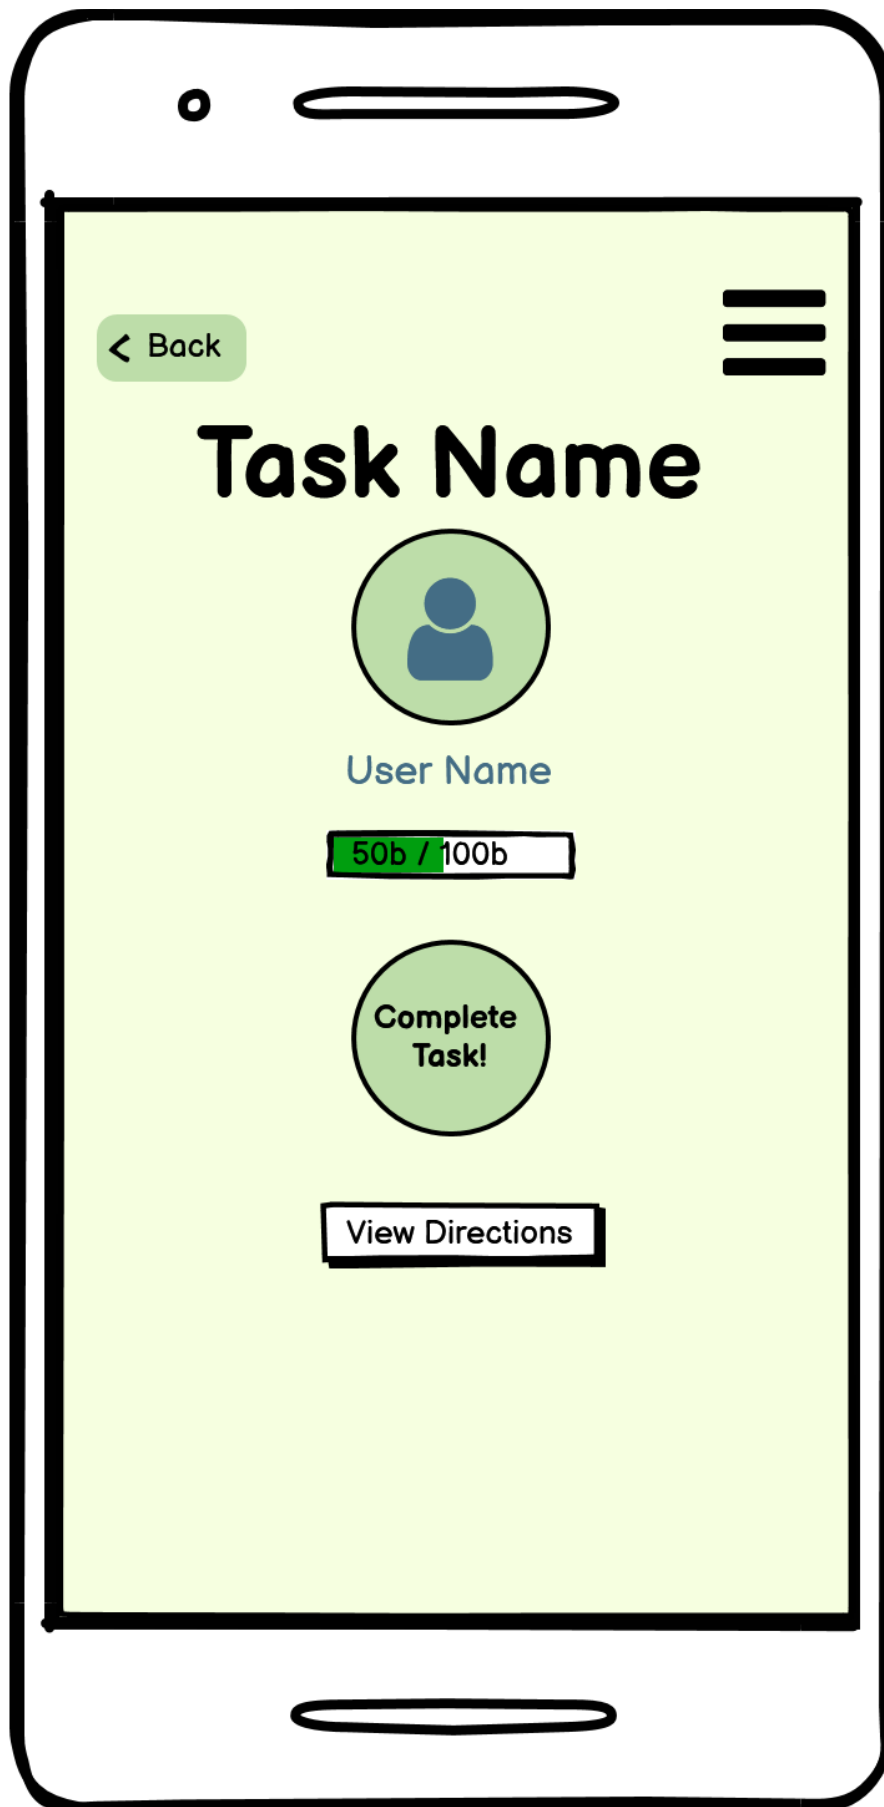 Back
Task Name
User Name
50b / 100b
Complete
Task!
View Directions